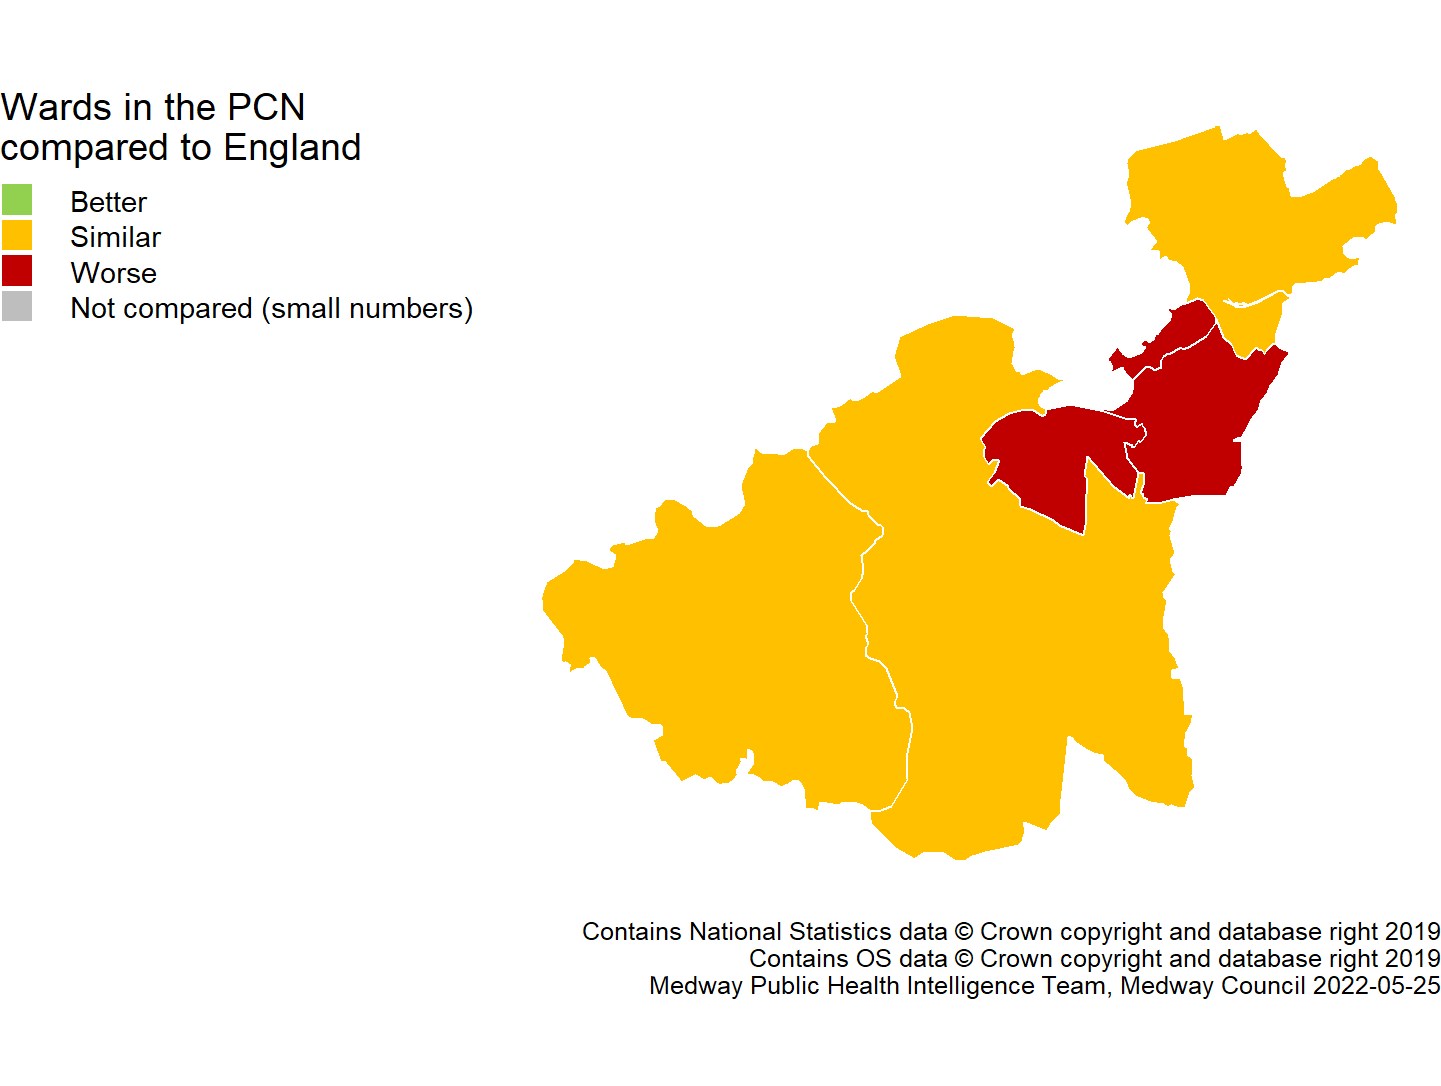 Wards in the PCN
compared to England
Better
Similar
Worse
Not compared (small numbers)
Contains National Statistics data © Crown copyright and database right 2019
Contains OS data © Crown copyright and database right 2019
Medway Public Health Intelligence Team, Medway Council 2022-05-25